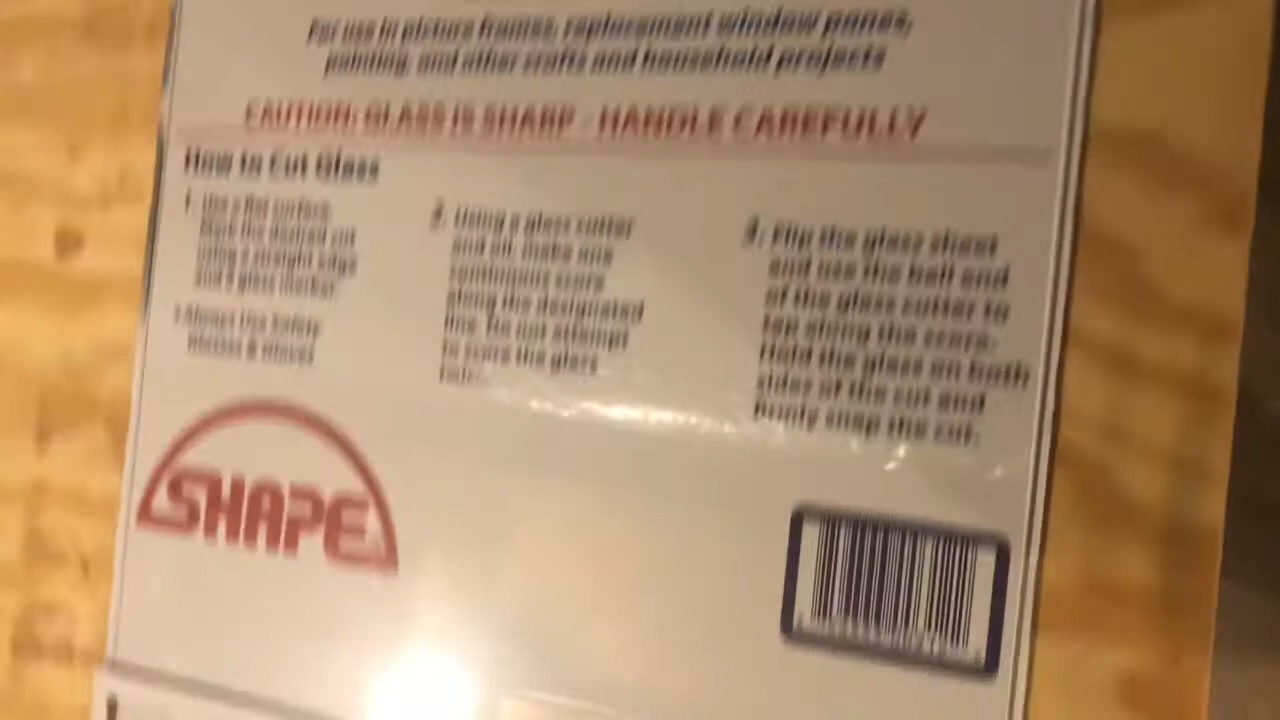 For use in picture frames, replacement window panes,
painting and other crafts and household projects
CAUTION: GLASS IS SHARP - HANDLE CAREFULLY
How to Cut Glass
1. Use a flat surface.
Mark the desired cut
using a straight edge
and a glass marker.
* Always Use Safety
Glasses & Gloves
2. Using a glass cutter
and oil, make one
continuous score
along the designated
line. Do not attempt
to score the glass
twice.
3. Flip the glass sheet
and use the ball end
of the glass cutter to
tap along the score.
Hold the glass on both
sides of the cut and
firmly snap the cut.
SHAPE